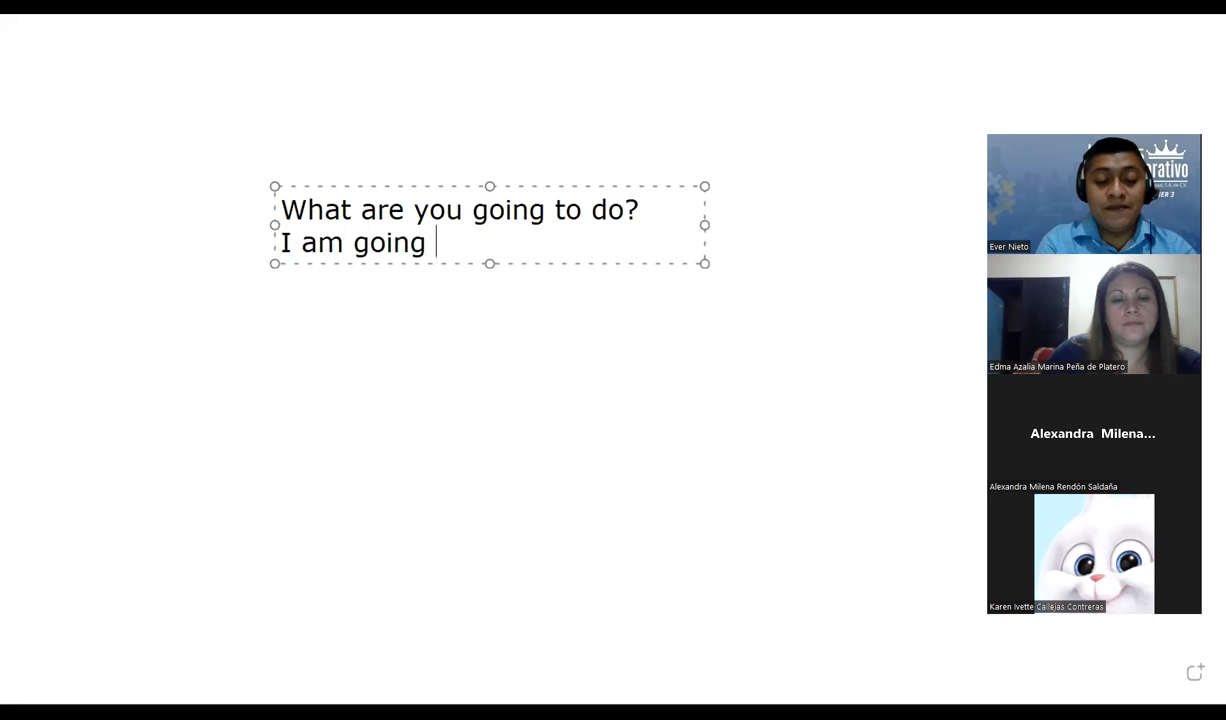 What are you going to do?
I am going
Ever Nieto
Edma Azalia Marina Peña de Platero
Alexandra Milena...
Alexandra Milena Rendón Saldaña
Karen Ivette Callejas Contreras